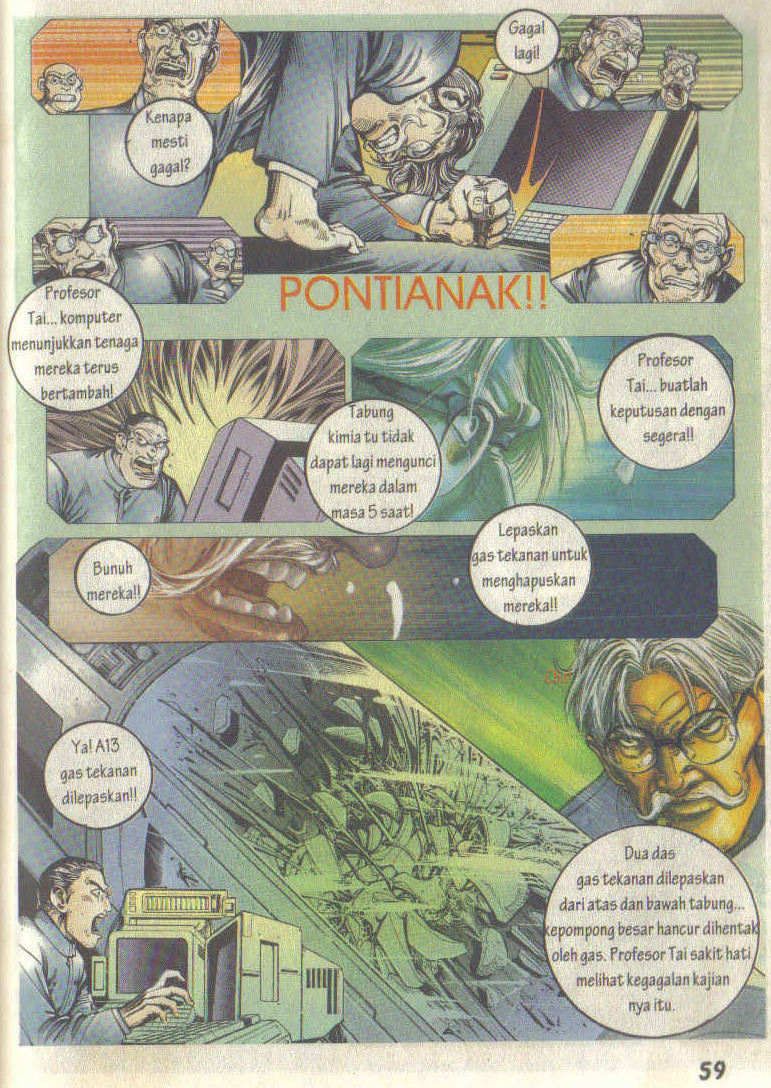 Gagal
lagi!
Kenapa
mesti
gagal?
PONTIANAK!!
Profesor
Tai... komputer
menunjukkan tenaga
mereka terus
bertambah!
Tabung
kimia tu tidak
dapat lagi mengunci
mereka dalam
masa 5 saat!
Profesor
Tai... buatlah
keputusan dengan
segera!!
Bunuh
mereka!!
Lepaskan
gas tekanan untuk
menghapuskan
mereka!!
Ya! A13
gas tekanan
dilepaskan!!
Dua das
gas tekanan dilepaskan
dari atas dan bawah tabung...
kepompong besar hancur dihentak
oleh gas. Profesor Tai sakit hati
melihat kegagalan kajian
nya itu.
59